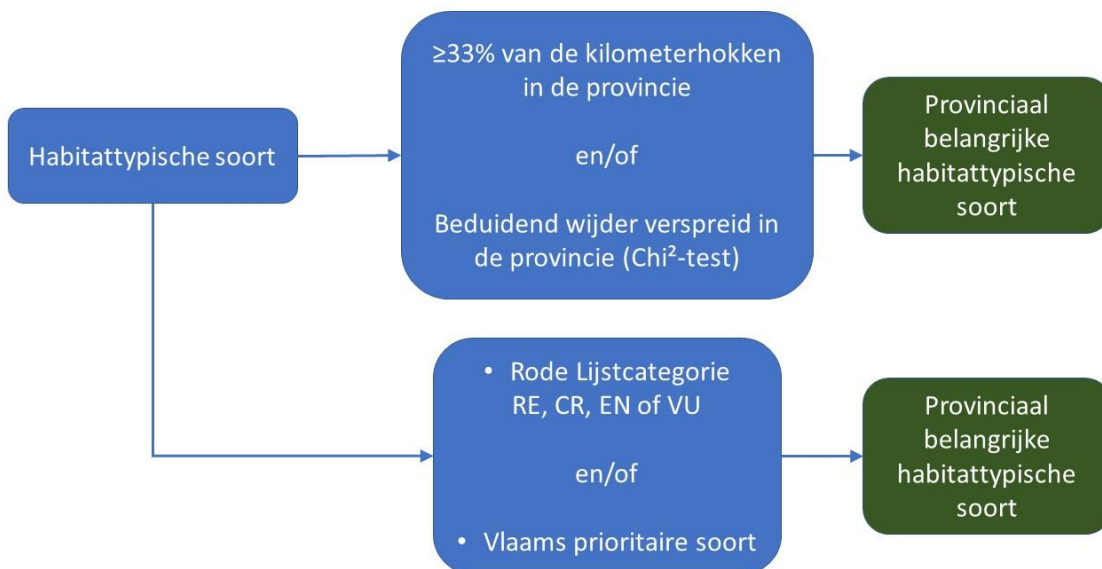 Habitattypische soort
≥33% van de kilometerhokken
in de provincie
en/of
Beduidend wijder verspreid in
de provincie (Chi²-test)
Provinciaal
belangrijke
habitattypische
soort
• Rode Lijstcategorie
RE, CR, EN of VU
en/of
• Vlaams prioritaire soort
Provinciaal
belangrijke
habitattypische
soort